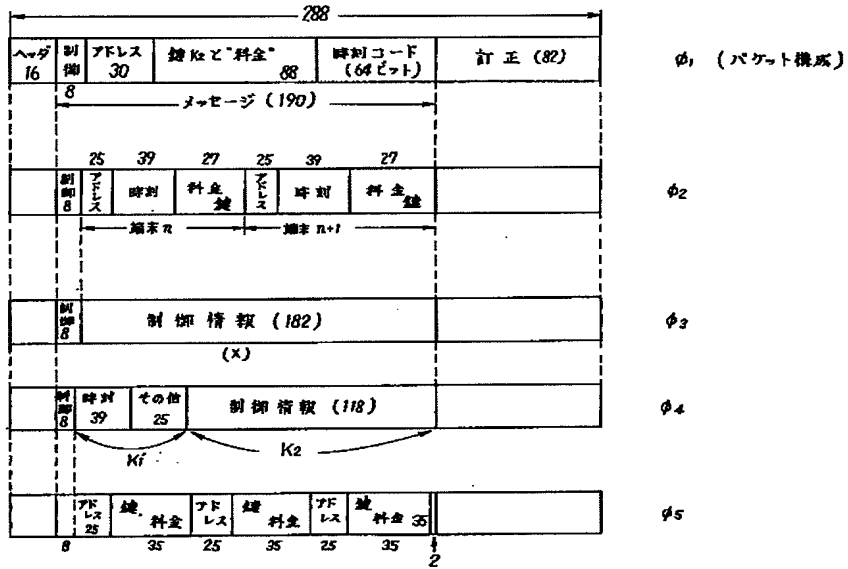 288
ヘッダ 16
制御 8
アドレス 30
鍵K2と"料金" 88
時刻コード (64ビット)
訂正 (82)
φ1 (パケット構成)
メッセージ (190)
25 39 27 25 39 27
制御 8
アドレス
時刻
料金 鍵
アドレス
時刻
料金 鍵
φ2
端末n
端末n+1
制御 8
制御情報 (182)
φ3
(X)
制御 8
時刻 39
その他 25
制御情報 (118)
φ4
Ki
K2
アドレス 25
鍵 料金
アドレス
鍵 料金
アドレス
鍵 料金 35
φ5
8 35 25 35 25 35 2